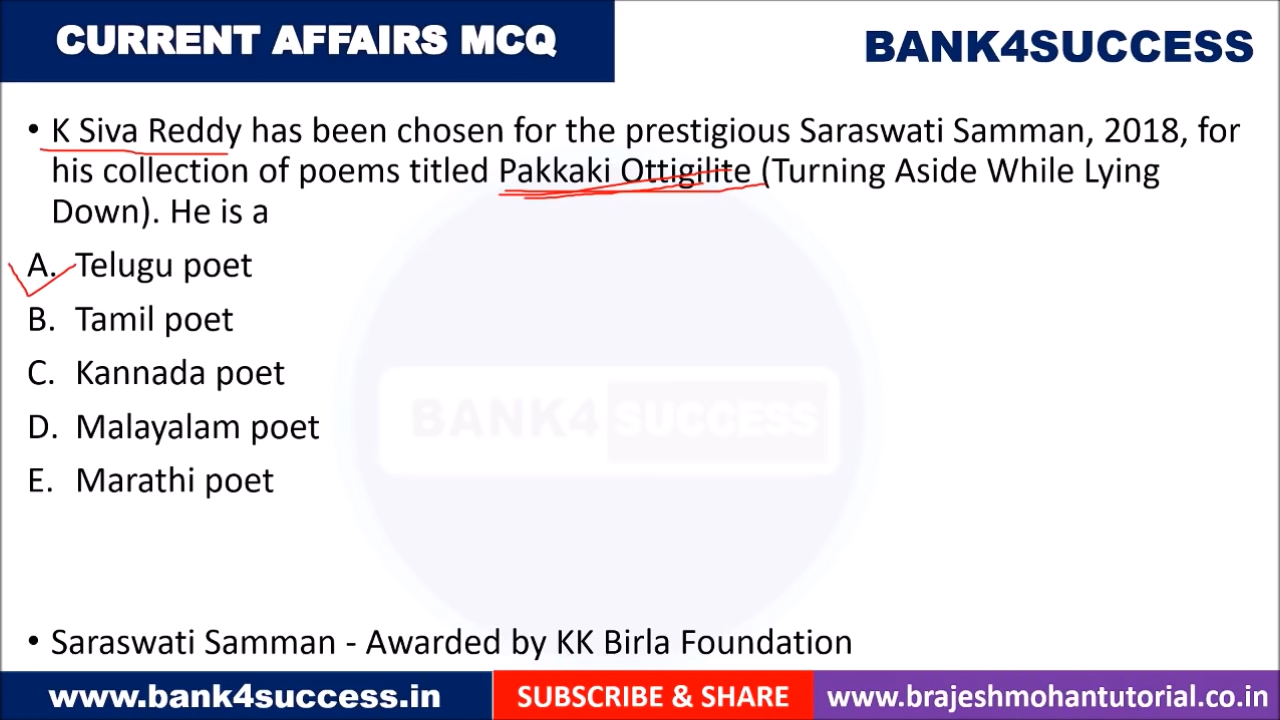 CURRENT AFFAIRS MCQ
BANK4SUCCESS
• K Siva Reddy has been chosen for the prestigious Saraswati Samman, 2018, for
his collection of poems titled Pakkaki Ottigilite (Turning Aside While Lying
Down). He is a
A. Telugu poet
B. Tamil poet
C. Kannada poet
D. Malayalam poet
E. Marathi poet
BANK4 SUCCESS
• Saraswati Samman - Awarded by KK Birla Foundation
www.bank4success.in
SUBSCRIBE & SHARE
www.brajeshmohantutorial.co.in